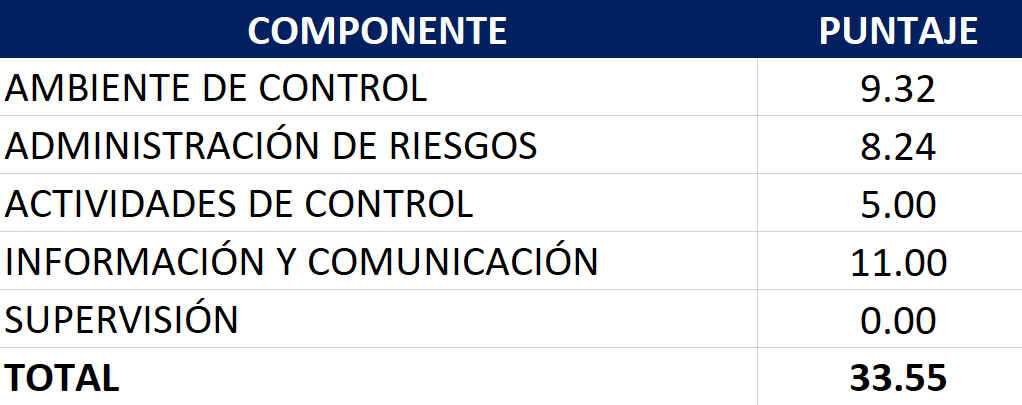 COMPONENTE PUNTAJE
AMBIENTE DE CONTROL 9.32
ADMINISTRACIÓN DE RIESGOS 8.24
ACTIVIDADES DE CONTROL 5.00
INFORMACIÓN Y COMUNICACIÓN 11.00
SUPERVISIÓN 0.00
TOTAL 33.55